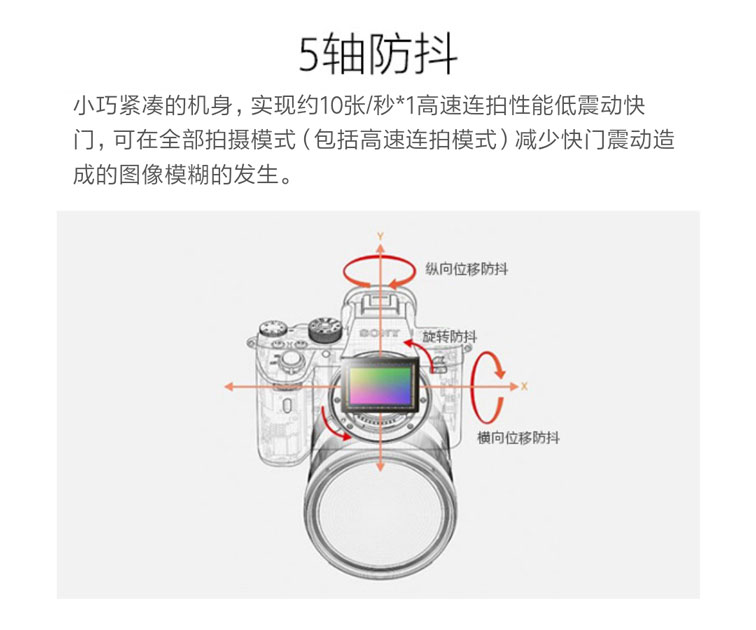 5轴防抖
小巧紧凑的机身，实现约10张/秒*1高速连拍性能低震动快
门，可在全部拍摄模式（包括高速连拍模式）减少快门震动造
成的图像模糊的发生。
Y
纵向位移防抖
SONY
旋转防抖
X
横向位移防抖